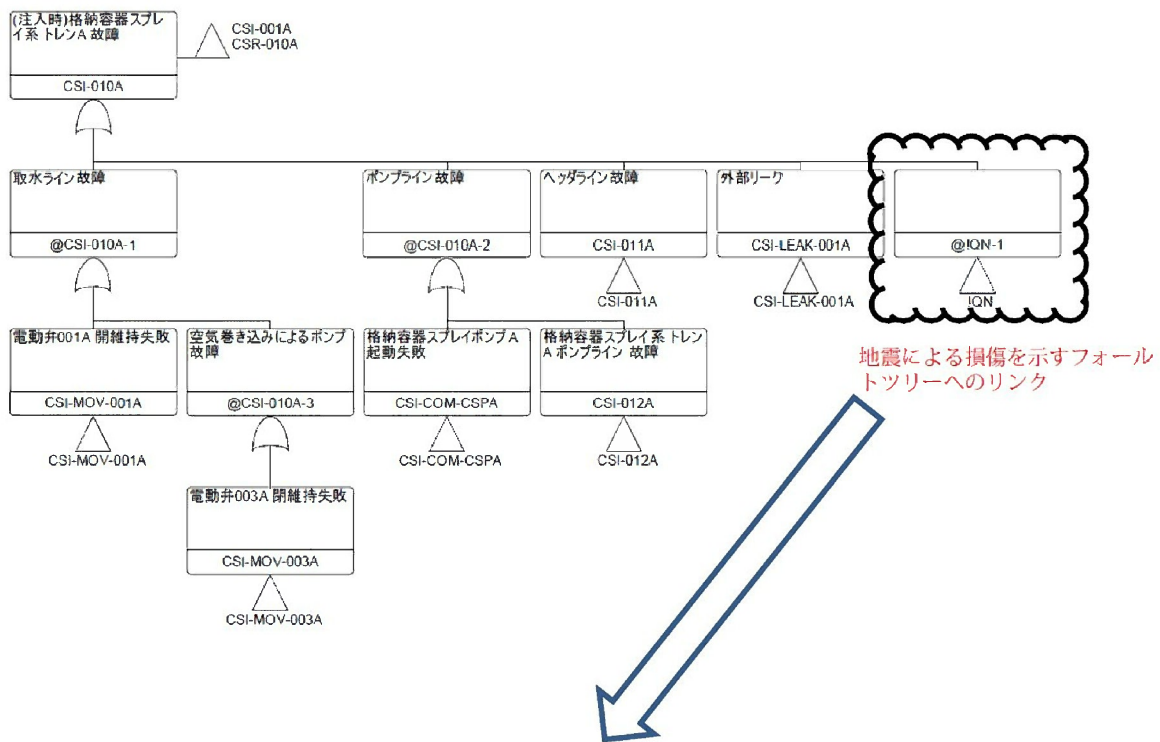 (注入時)格納容器スプレ
イ系 トレンA 故障
CSI-010A
CSI-001A
CSR-010A
取水ライン故障
@CSI-010A-1
ポンプライン故障
@CSI-010A-2
ヘッダライン故障
CSI-011A
CSI-011A
外部リーク
CSI-LEAK-001A
CSI-LEAK-001A
@!QN-1
!QN
電動弁001A 開維持失敗
CSI-MOV-001A
CSI-MOV-001A
空気巻き込みによるポンプ
故障
@CSI-010A-3
格納容器スプレイポンプA
起動失敗
CSI-COM-CSPA
CSI-COM-CSPA
格納容器スプレイ系 トレン
A ポンプライン 故障
CSI-012A
CSI-012A
地震による損傷を示すフォール
トツリーへのリンク
電動弁003A 閉維持失敗
CSI-MOV-003A
CSI-MOV-003A